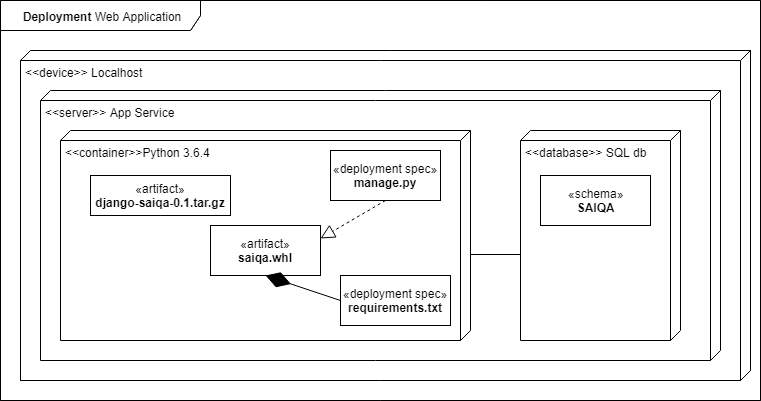 Deployment Web Application
<<device>> Localhost
<<server>> App Service
<<container>>Python 3.6.4
«deployment spec»
manage.py
«artifact»
django-saiqa-0.1.tar.gz
«artifact»
saiqa.whl
«deployment spec»
requirements.txt
<<database>> SQL db
«schema»
SAIQA